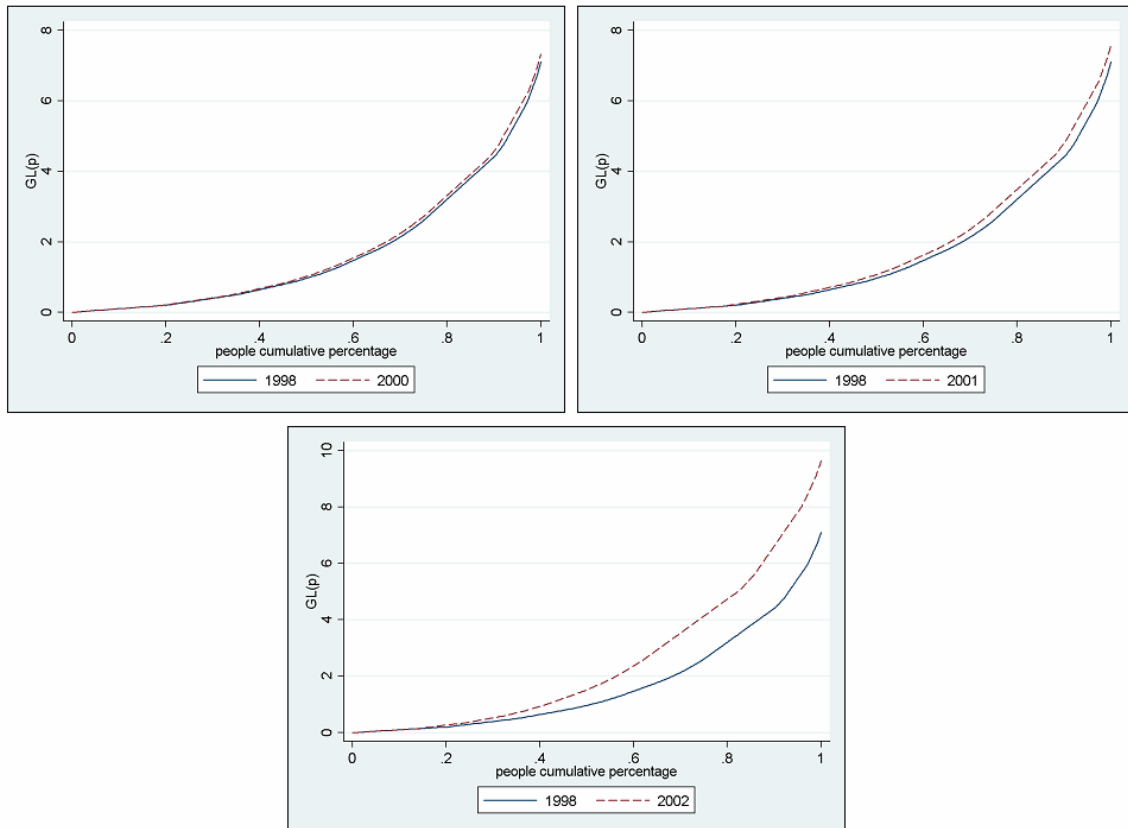 8
6
GL(p)
4
2
0
0 .2 .4 .6 .8 1
people cumulative percentage
1998 2000
8
6
GL(p)
4
2
0
0 .2 .4 .6 .8 1
people cumulative percentage
1998 2001
10
8
6
GL(p)
4
2
0
0 .2 .4 .6 .8 1
people cumulative percentage
1998 2002